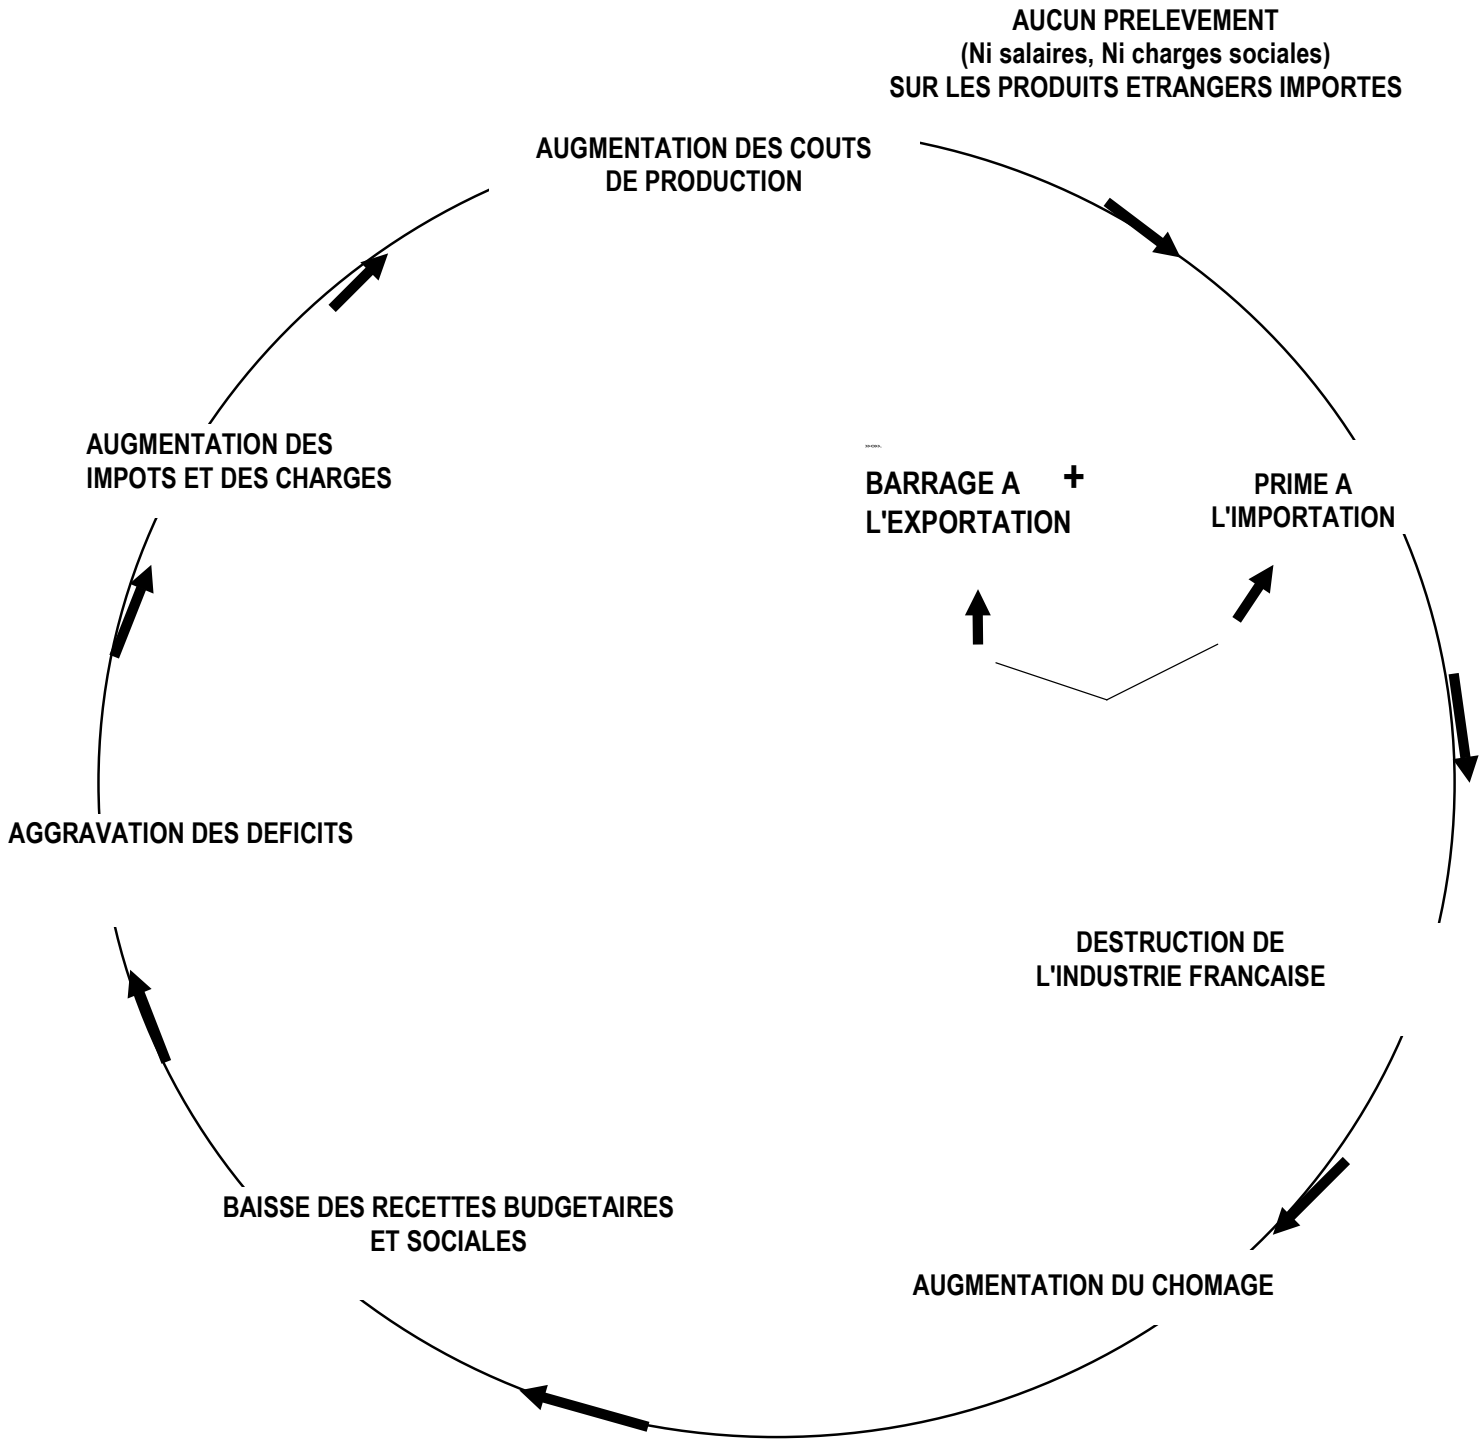 AUCUN PRELEVEMENT
(Ni salaires, Ni charges sociales)
SUR LES PRODUITS ETRANGERS IMPORTES
AUGMENTATION DES COUTS
DE PRODUCTION
AUGMENTATION DES
IMPOTS ET DES CHARGES
BARRAGE A +
L'EXPORTATION
PRIME A
L'IMPORTATION
AGGRAVATION DES DEFICITS
DESTRUCTION DE
L'INDUSTRIE FRANCAISE
BAISSE DES RECETTES BUDGETAIRES
ET SOCIALES
AUGMENTATION DU CHOMAGE